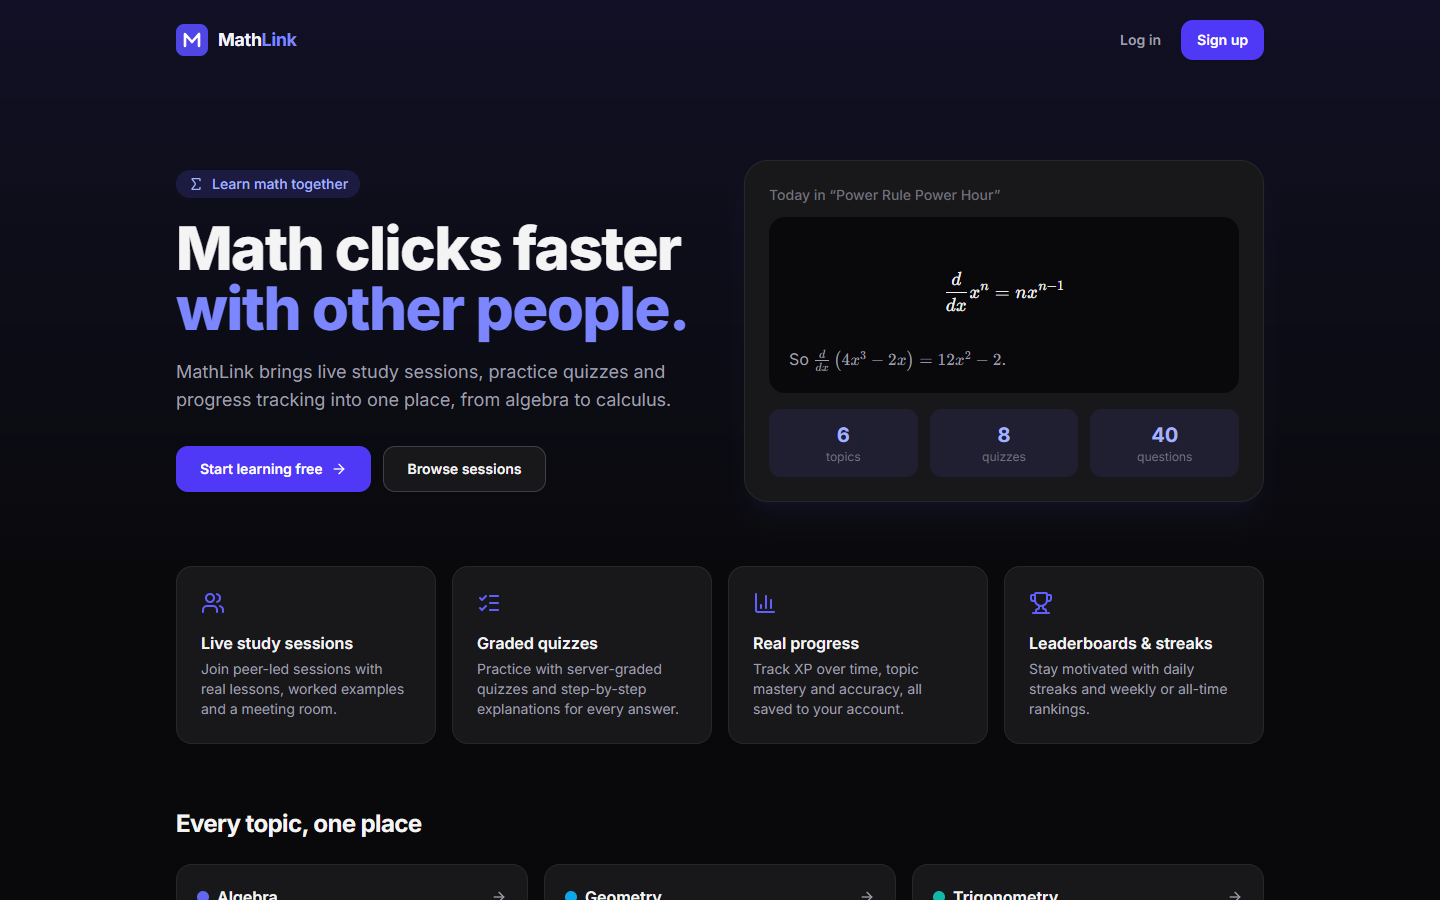 MathLink
Log in
Sign up
Learn math together
Math clicks faster
with other people.
MathLink brings live study sessions, practice quizzes and
progress tracking into one place, from algebra to calculus.
Start learning free →
Browse sessions
Today in “Power Rule Power Hour”
d/dx xⁿ = nxⁿ⁻¹
So d/dx (4x³ − 2x) = 12x² − 2.
6
topics
8
quizzes
40
questions
Live study sessions
Join peer-led sessions with
real lessons, worked examples
and a meeting room.
Graded quizzes
Practice with server-graded
quizzes and step-by-step
explanations for every answer.
Real progress
Track XP over time, topic
mastery and accuracy, all
saved to your account.
Leaderboards & streaks
Stay motivated with daily
streaks and weekly or all-time
rankings.
Every topic, one place
Algebra →
Geometry →
Trigonometry →